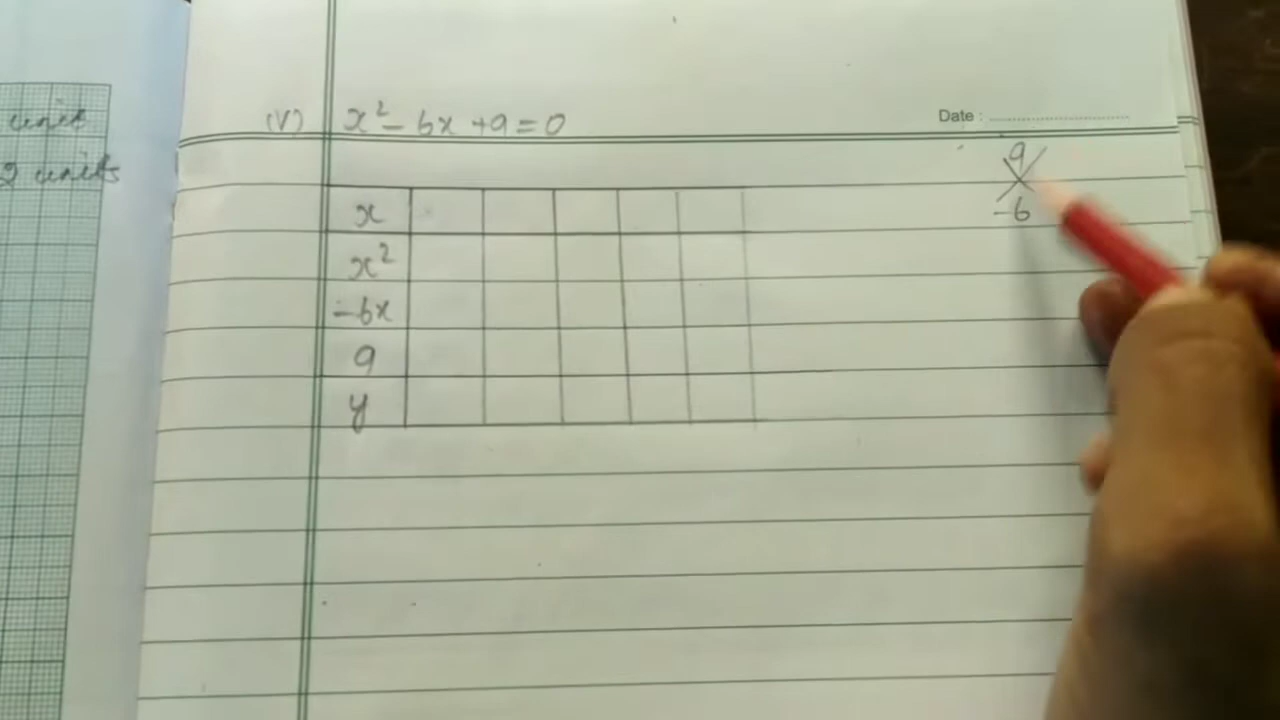 unit
2 units
(V) x² - 6x + 9 = 0
Date : ..............................
9
-6
x
x²
-6x
9
y